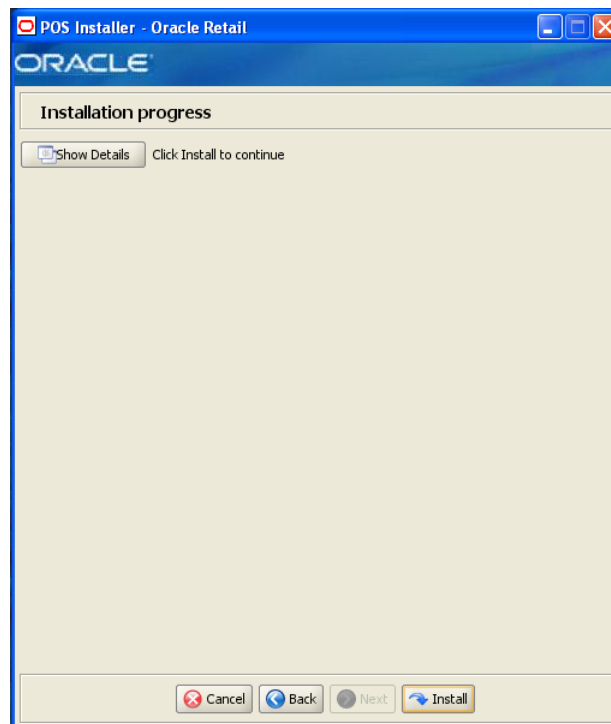 POS Installer - Oracle Retail
ORACLE
Installation progress
Show Details Click Install to continue
Cancel Back Next Install